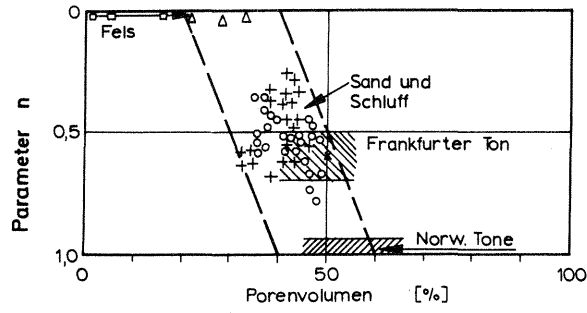 0
Fels
Sand und
Schluff
0,5
Frankfurter Ton
Parameter n
Norw. Tone
1,0
0
50
100
Porenvolumen [%]